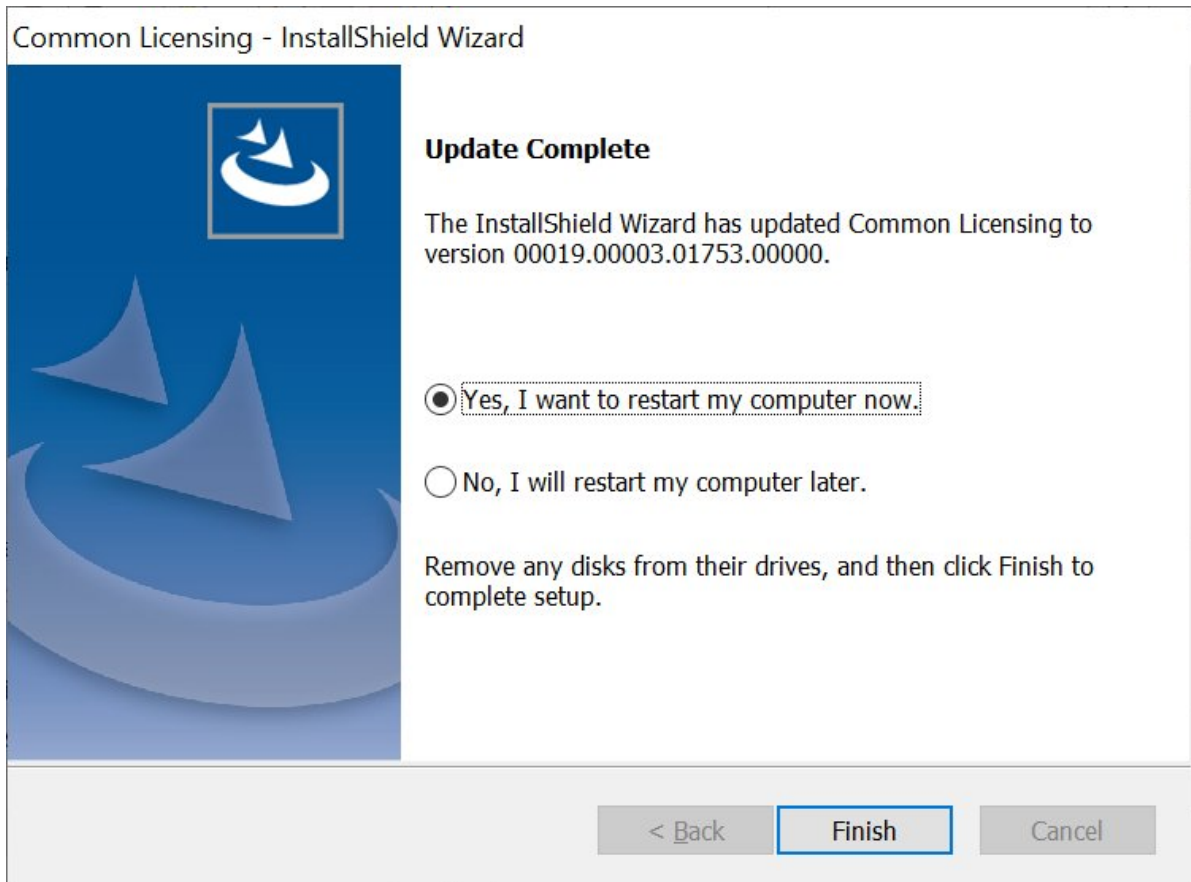 Common Licensing - InstallShield Wizard
Update Complete
The InstallShield Wizard has updated Common Licensing to
version 00019.00003.01753.00000.
Yes, I want to restart my computer now.
No, I will restart my computer later.
Remove any disks from their drives, and then click Finish to
complete setup.
< Back Finish Cancel